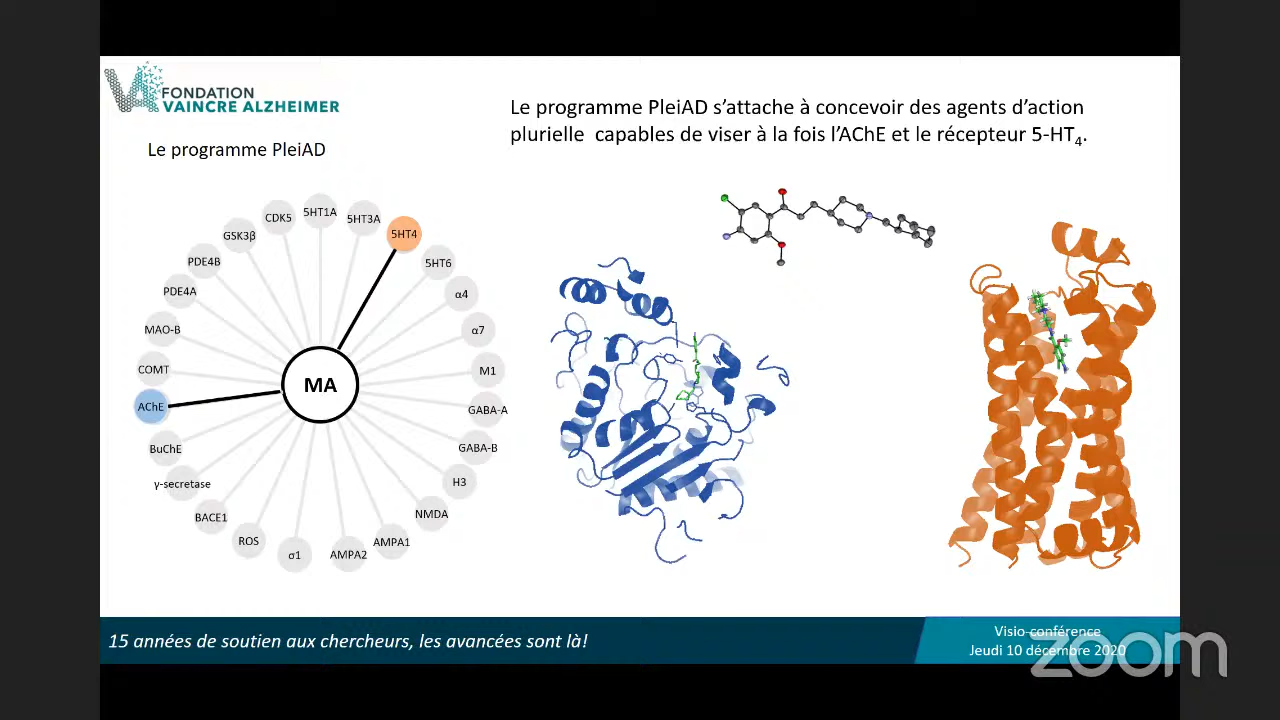 FONDATION
VAINCRE ALZHEIMER
Le programme PleiAD
Le programme PleiAD s’attache à concevoir des agents d’action
plurielle capables de viser à la fois l’AChE et le récepteur 5-HT4.
5HT1A
5HT3A
5HT4
5HT6
α4
α7
M1
GABA-A
GABA-B
H3
NMDA
AMPA1
AMPA2
σ1
ROS
BACE1
γ-secretase
BuChE
AChE
COMT
MAO-B
PDE4A
PDE4B
GSK3β
CDK5
MA
15 années de soutien aux chercheurs, les avancées sont là!
Visio-conférence
Jeudi 10 décembre 2020
zoom